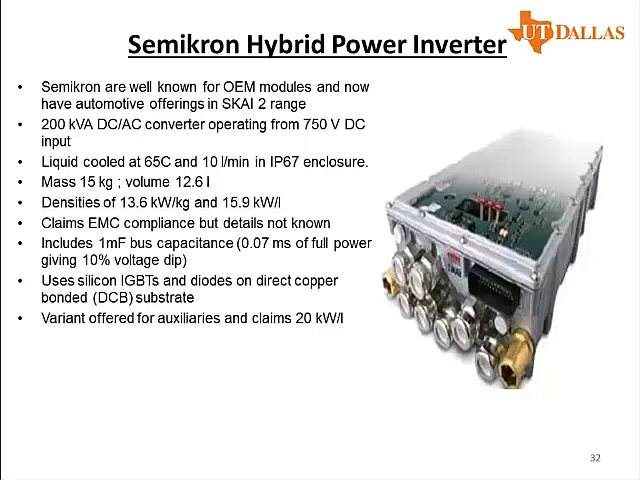 UT DALLAS
Semikron Hybrid Power Inverter
• Semikron are well known for OEM modules and now
have automotive offerings in SKAI 2 range
• 200 kVA DC/AC converter operating from 750 V DC
input
• Liquid cooled at 65C and 10 l/min in IP67 enclosure.
• Mass 15 kg ; volume 12.6 l
• Densities of 13.6 kW/kg and 15.9 kW/l
• Claims EMC compliance but details not known
• Includes 1mF bus capacitance (0.07 ms of full power
giving 10% voltage dip)
• Uses silicon IGBTs and diodes on direct copper
bonded (DCB) substrate
• Variant offered for auxiliaries and claims 20 kW/l
32